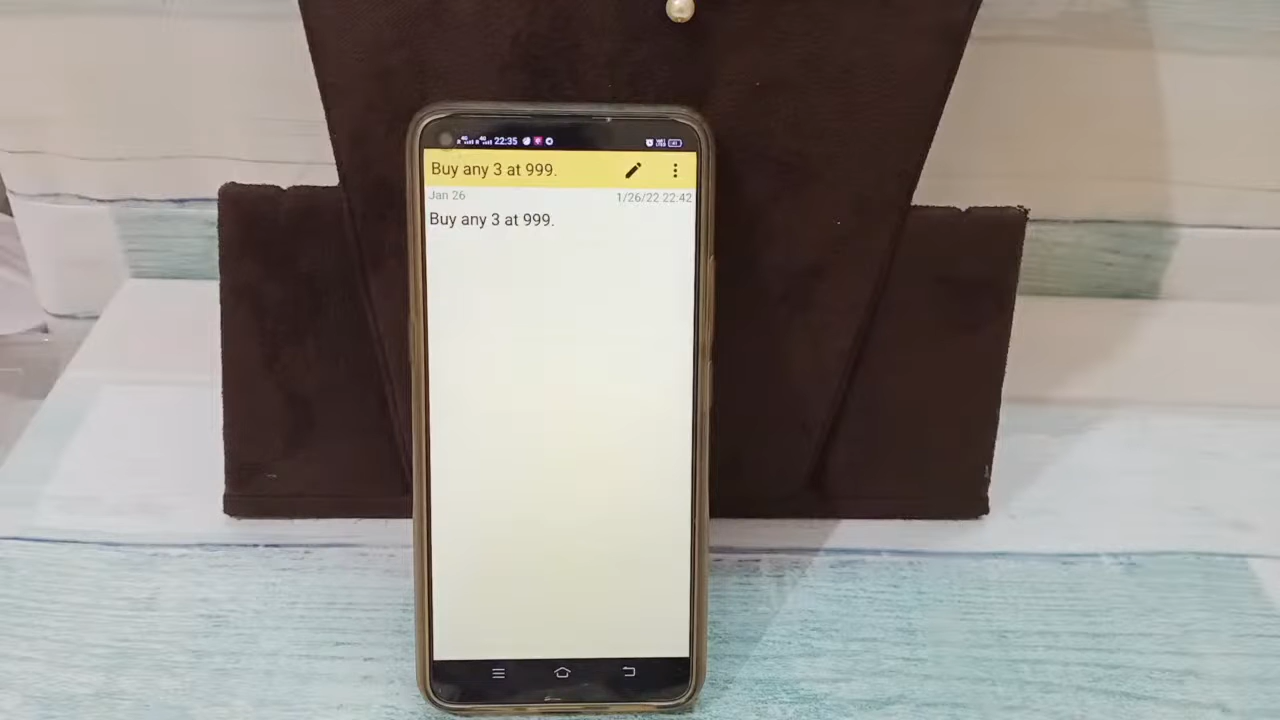 22:35
Buy any 3 at 999.
Jan 26
1/26/22 22:42
Buy any 3 at 999.